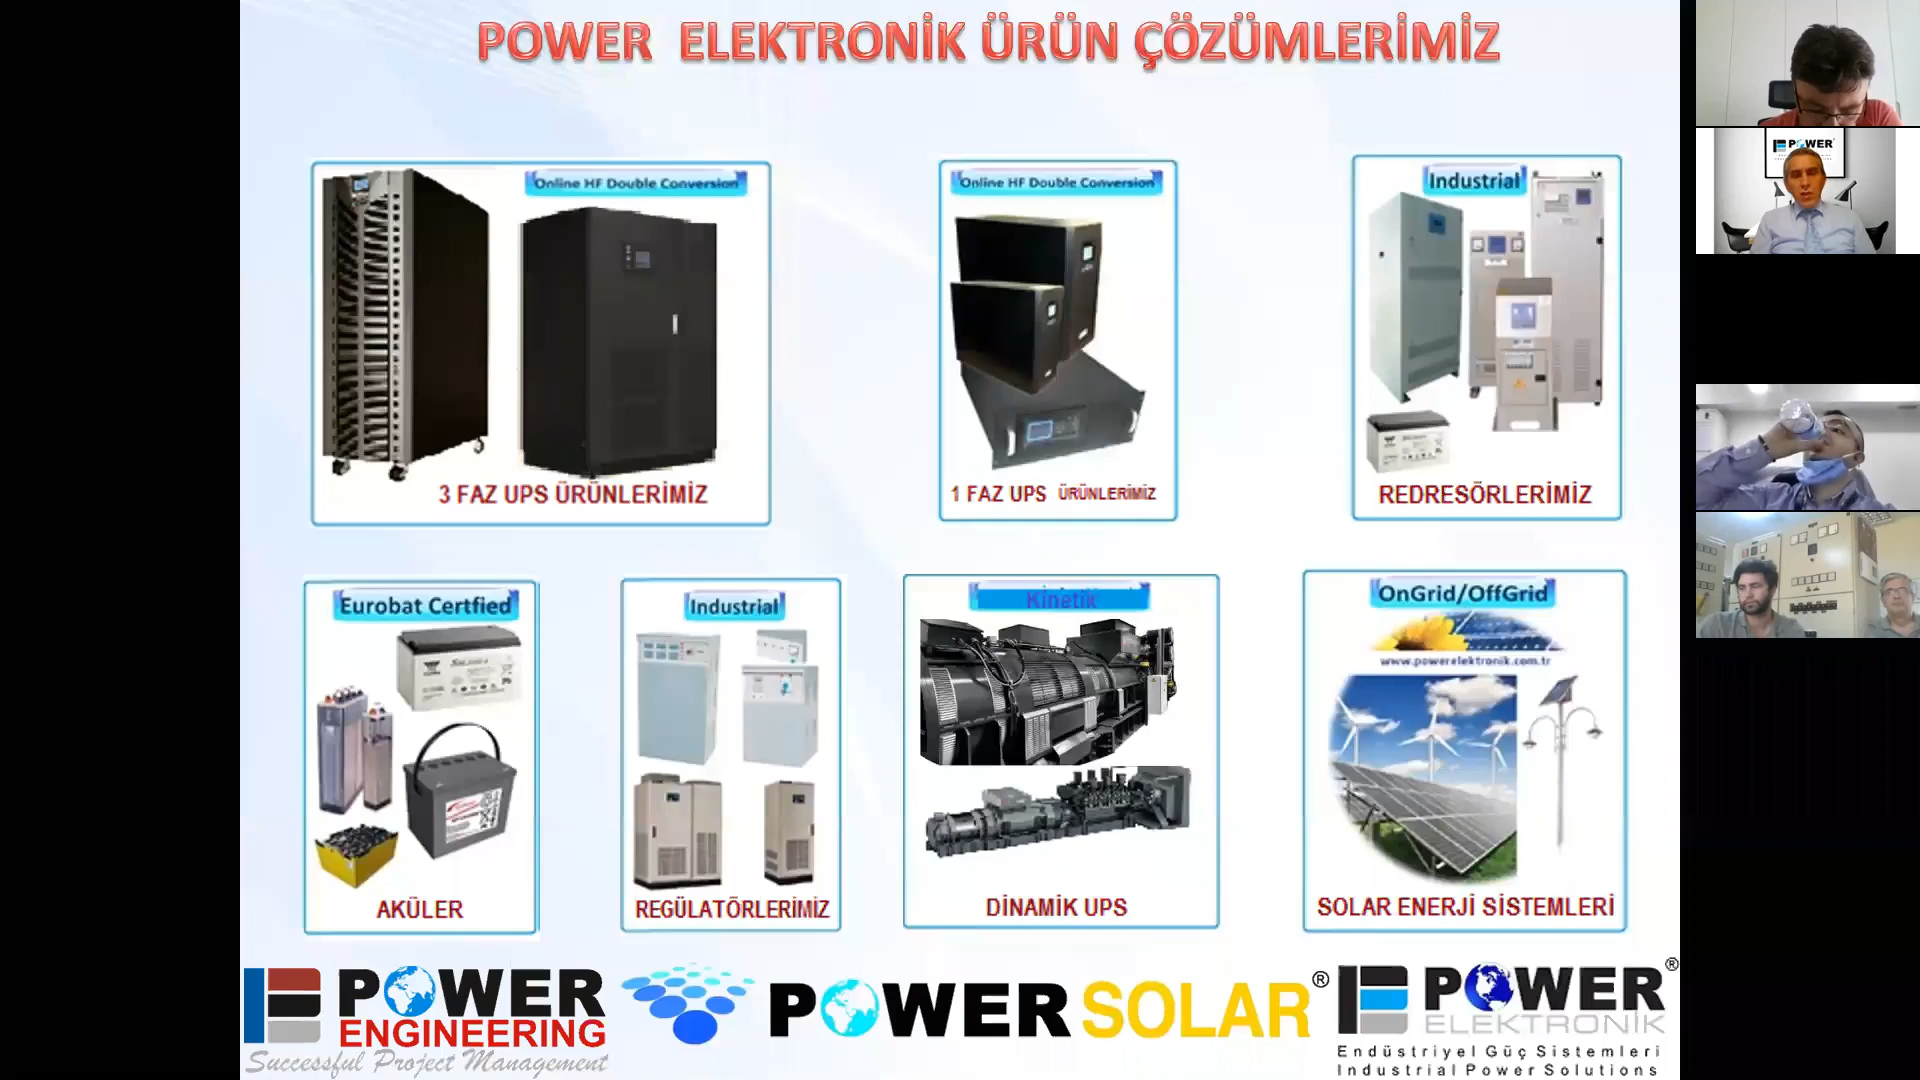 POWER ELEKTRONİK ÜRÜN ÇÖZÜMLERİMİZ
Online HF Double Conversion
3 FAZ UPS ÜRÜNLERİMİZ
Online HF Double Conversion
1 FAZ UPS ÜRÜNLERİMİZ
Industrial
REDRESÖRLERİMİZ
Eurobat Certfied
AKÜLER
Industrial
REGÜLATÖRLERİMİZ
Kinetik
DİNAMİK UPS
OnGrid/OffGrid
www.powerelektronik.com.tr
SOLAR ENERJİ SİSTEMLERİ
POWER
ENGINEERING
Successful Project Management
POWER SOLAR®
POWER®
ELEKTRONİK
Endüstriyel Güç Sistemleri
Industrial Power Solutions
POWER